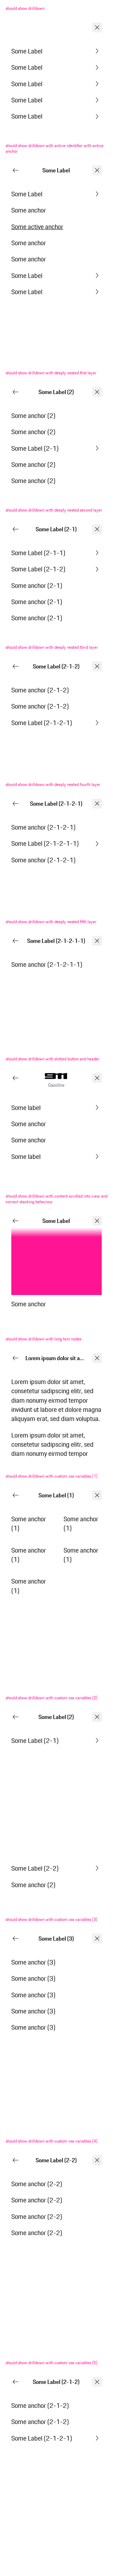 should show drilldown
Some Label
Some Label
Some Label
Some Label
Some Label
should show drilldown with active identifier with active
anchor
Some Label
Some Label
Some anchor
Some active anchor
Some anchor
Some anchor
Some Label
Some Label
should show drilldown with deeply nested first layer
Some Label (2)
Some anchor (2)
Some anchor (2)
Some Label (2-1)
Some anchor (2)
Some anchor (2)
should show drilldown with deeply nested second layer
Some Label (2-1)
Some Label (2-1-1)
Some Label (2-1-2)
Some anchor (2-1)
Some anchor (2-1)
Some anchor (2-1)
should show drilldown with deeply nested third layer
Some Label (2-1-2)
Some anchor (2-1-2)
Some anchor (2-1-2)
Some Label (2-1-2-1)
should show drilldown with deeply nested fourth layer
Some Label (2-1-2-1)
Some anchor (2-1-2-1)
Some Label (2-1-2-1-1)
Some anchor (2-1-2-1)
should show drilldown with deeply nested fifth layer
Some Label (2-1-2-1-1)
Some anchor (2-1-2-1-1)
should show drilldown with slotted button and header
911
Gasoline
Some label
Some anchor
Some anchor
Some label
should show drilldown with content scrolled into view and
correct stacking behaviour
Some Label
Some anchor
should show drilldown with long text nodes
Lorem ipsum dolor sit a...
Lorem ipsum dolor sit amet,
consetetur sadipscing elitr, sed
diam nonumy eirmod tempor
invidunt ut labore et dolore magna
aliquyam erat, sed diam voluptua.
Lorem ipsum dolor sit amet,
consetetur sadipscing elitr, sed
diam nonumy eirmod tempor
should show drilldown with custom css variables (1)
Some Label (1)
Some anchor Some anchor
(1) (1)
Some anchor Some anchor
(1) (1)
Some anchor
(1)
should show drilldown with custom css variables (2)
Some Label (2)
Some Label (2-1)
Some Label (2-2)
Some anchor (2)
should show drilldown with custom css variables (3)
Some Label (3)
Some anchor (3)
Some anchor (3)
Some anchor (3)
Some anchor (3)
Some anchor (3)
should show drilldown with custom css variables (4)
Some Label (2-2)
Some anchor (2-2)
Some anchor (2-2)
Some anchor (2-2)
Some anchor (2-2)
should show drilldown with custom css variables (5)
Some Label (2-1-2)
Some anchor (2-1-2)
Some anchor (2-1-2)
Some Label (2-1-2-1)